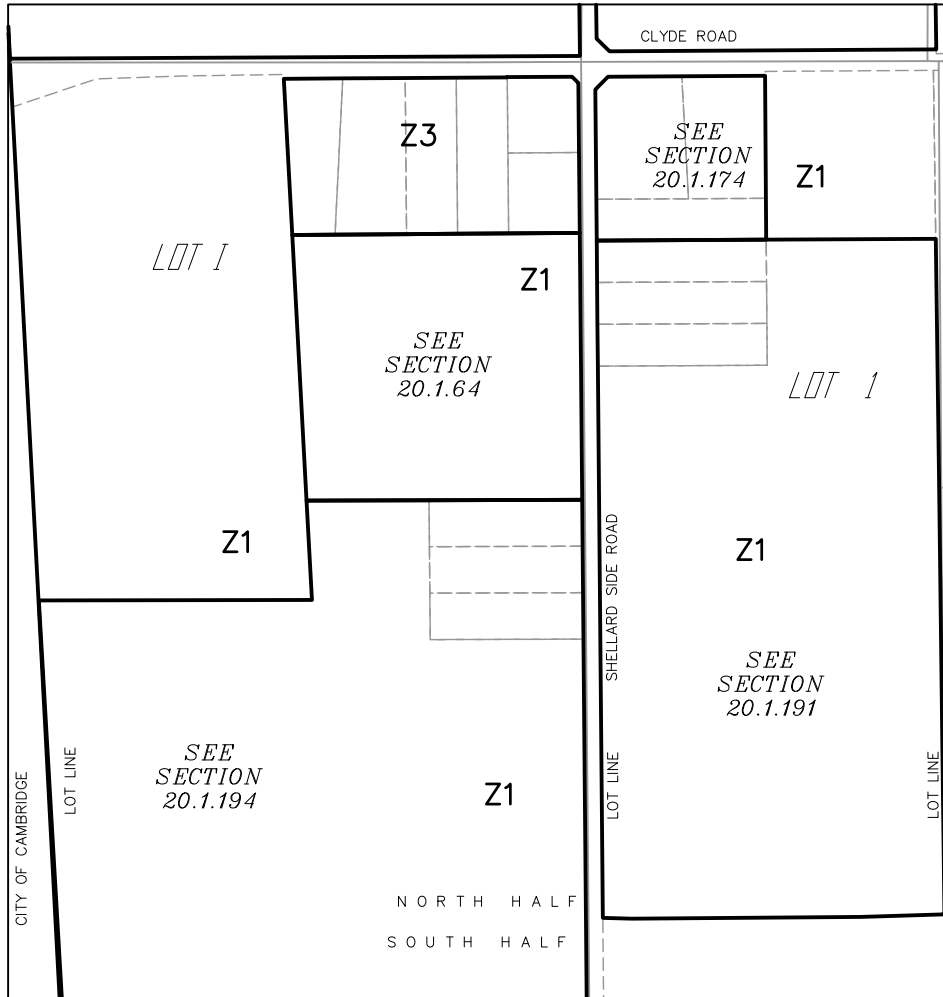 CLYDE ROAD
Z3
SEE
SECTION
20.1.174
Z1
LOT I
Z1
SEE
SECTION
20.1.64
LOT 1
Z1
SHELLARD SIDE ROAD
Z1
SEE
SECTION
20.1.191
SEE
SECTION
20.1.194
Z1
CITY OF CAMBRIDGE
LOT LINE
LOT LINE
LOT LINE
NORTH HALF
SOUTH HALF